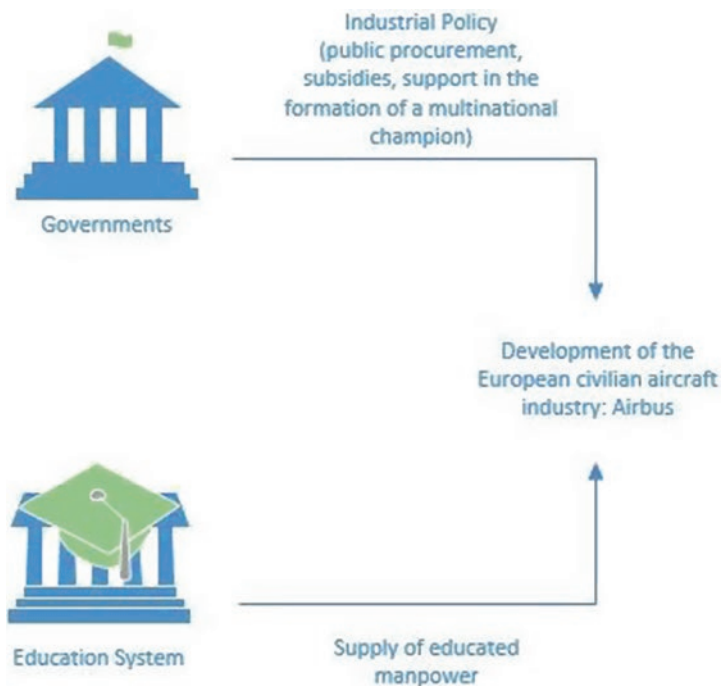 Industrial Policy
(public procurement,
subsidies, support in the
formation of a multinational
champion)
Governments
Development of the
European civilian aircraft
industry: Airbus
Education System
Supply of educated
manpower